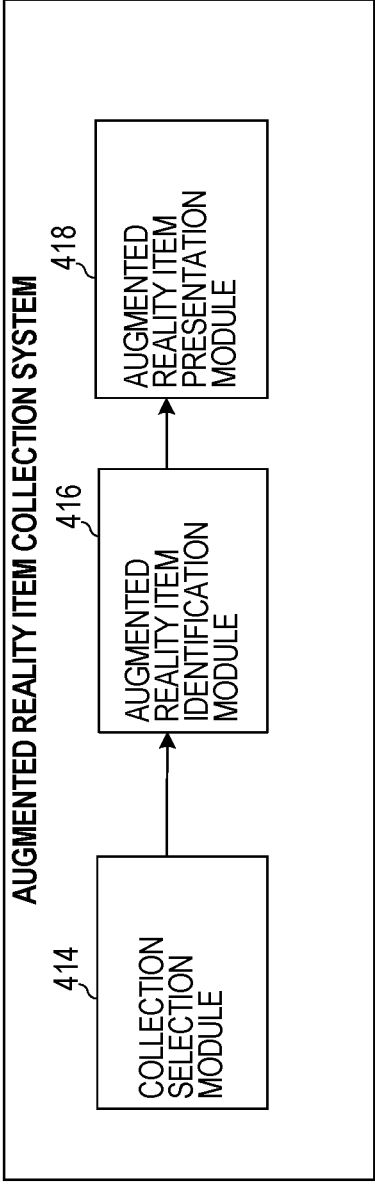 AUGMENTED REALITY ITEM COLLECTION SYSTEM
414
COLLECTION
SELECTION
MODULE
416
AUGMENTED
REALITY ITEM
IDENTIFICATION
MODULE
418
AUGMENTED
REALITY ITEM
PRESENTATION
MODULE